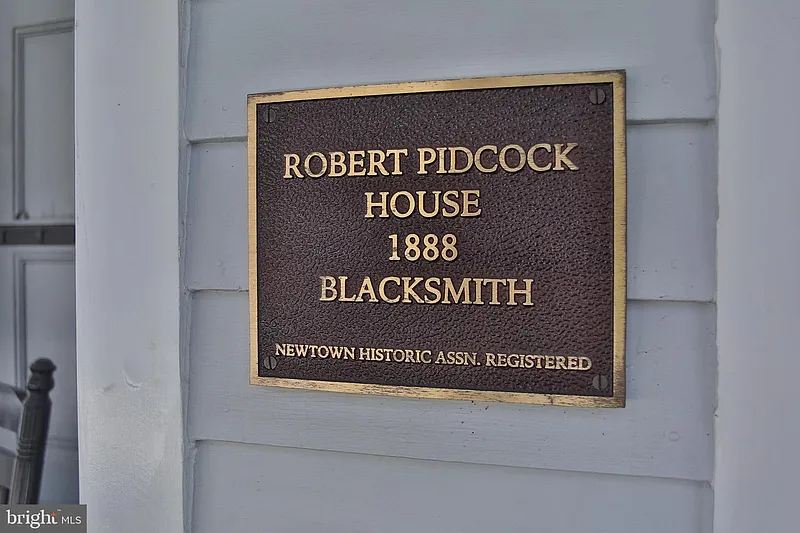 ROBERT PIDCOCK
HOUSE
1888
BLACKSMITH
NEWTOWN HISTORIC ASSN. REGISTERED
bright MLS